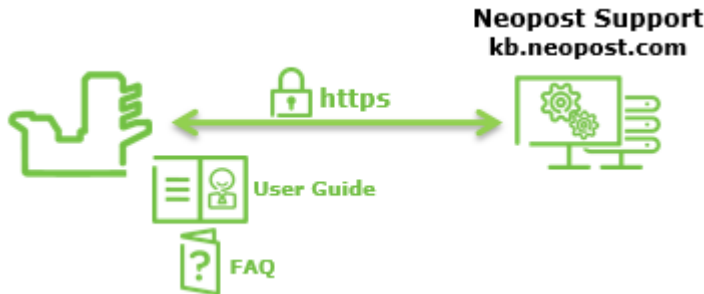 Neopost Support
kb.neopost.com
https
User Guide
?
FAQ